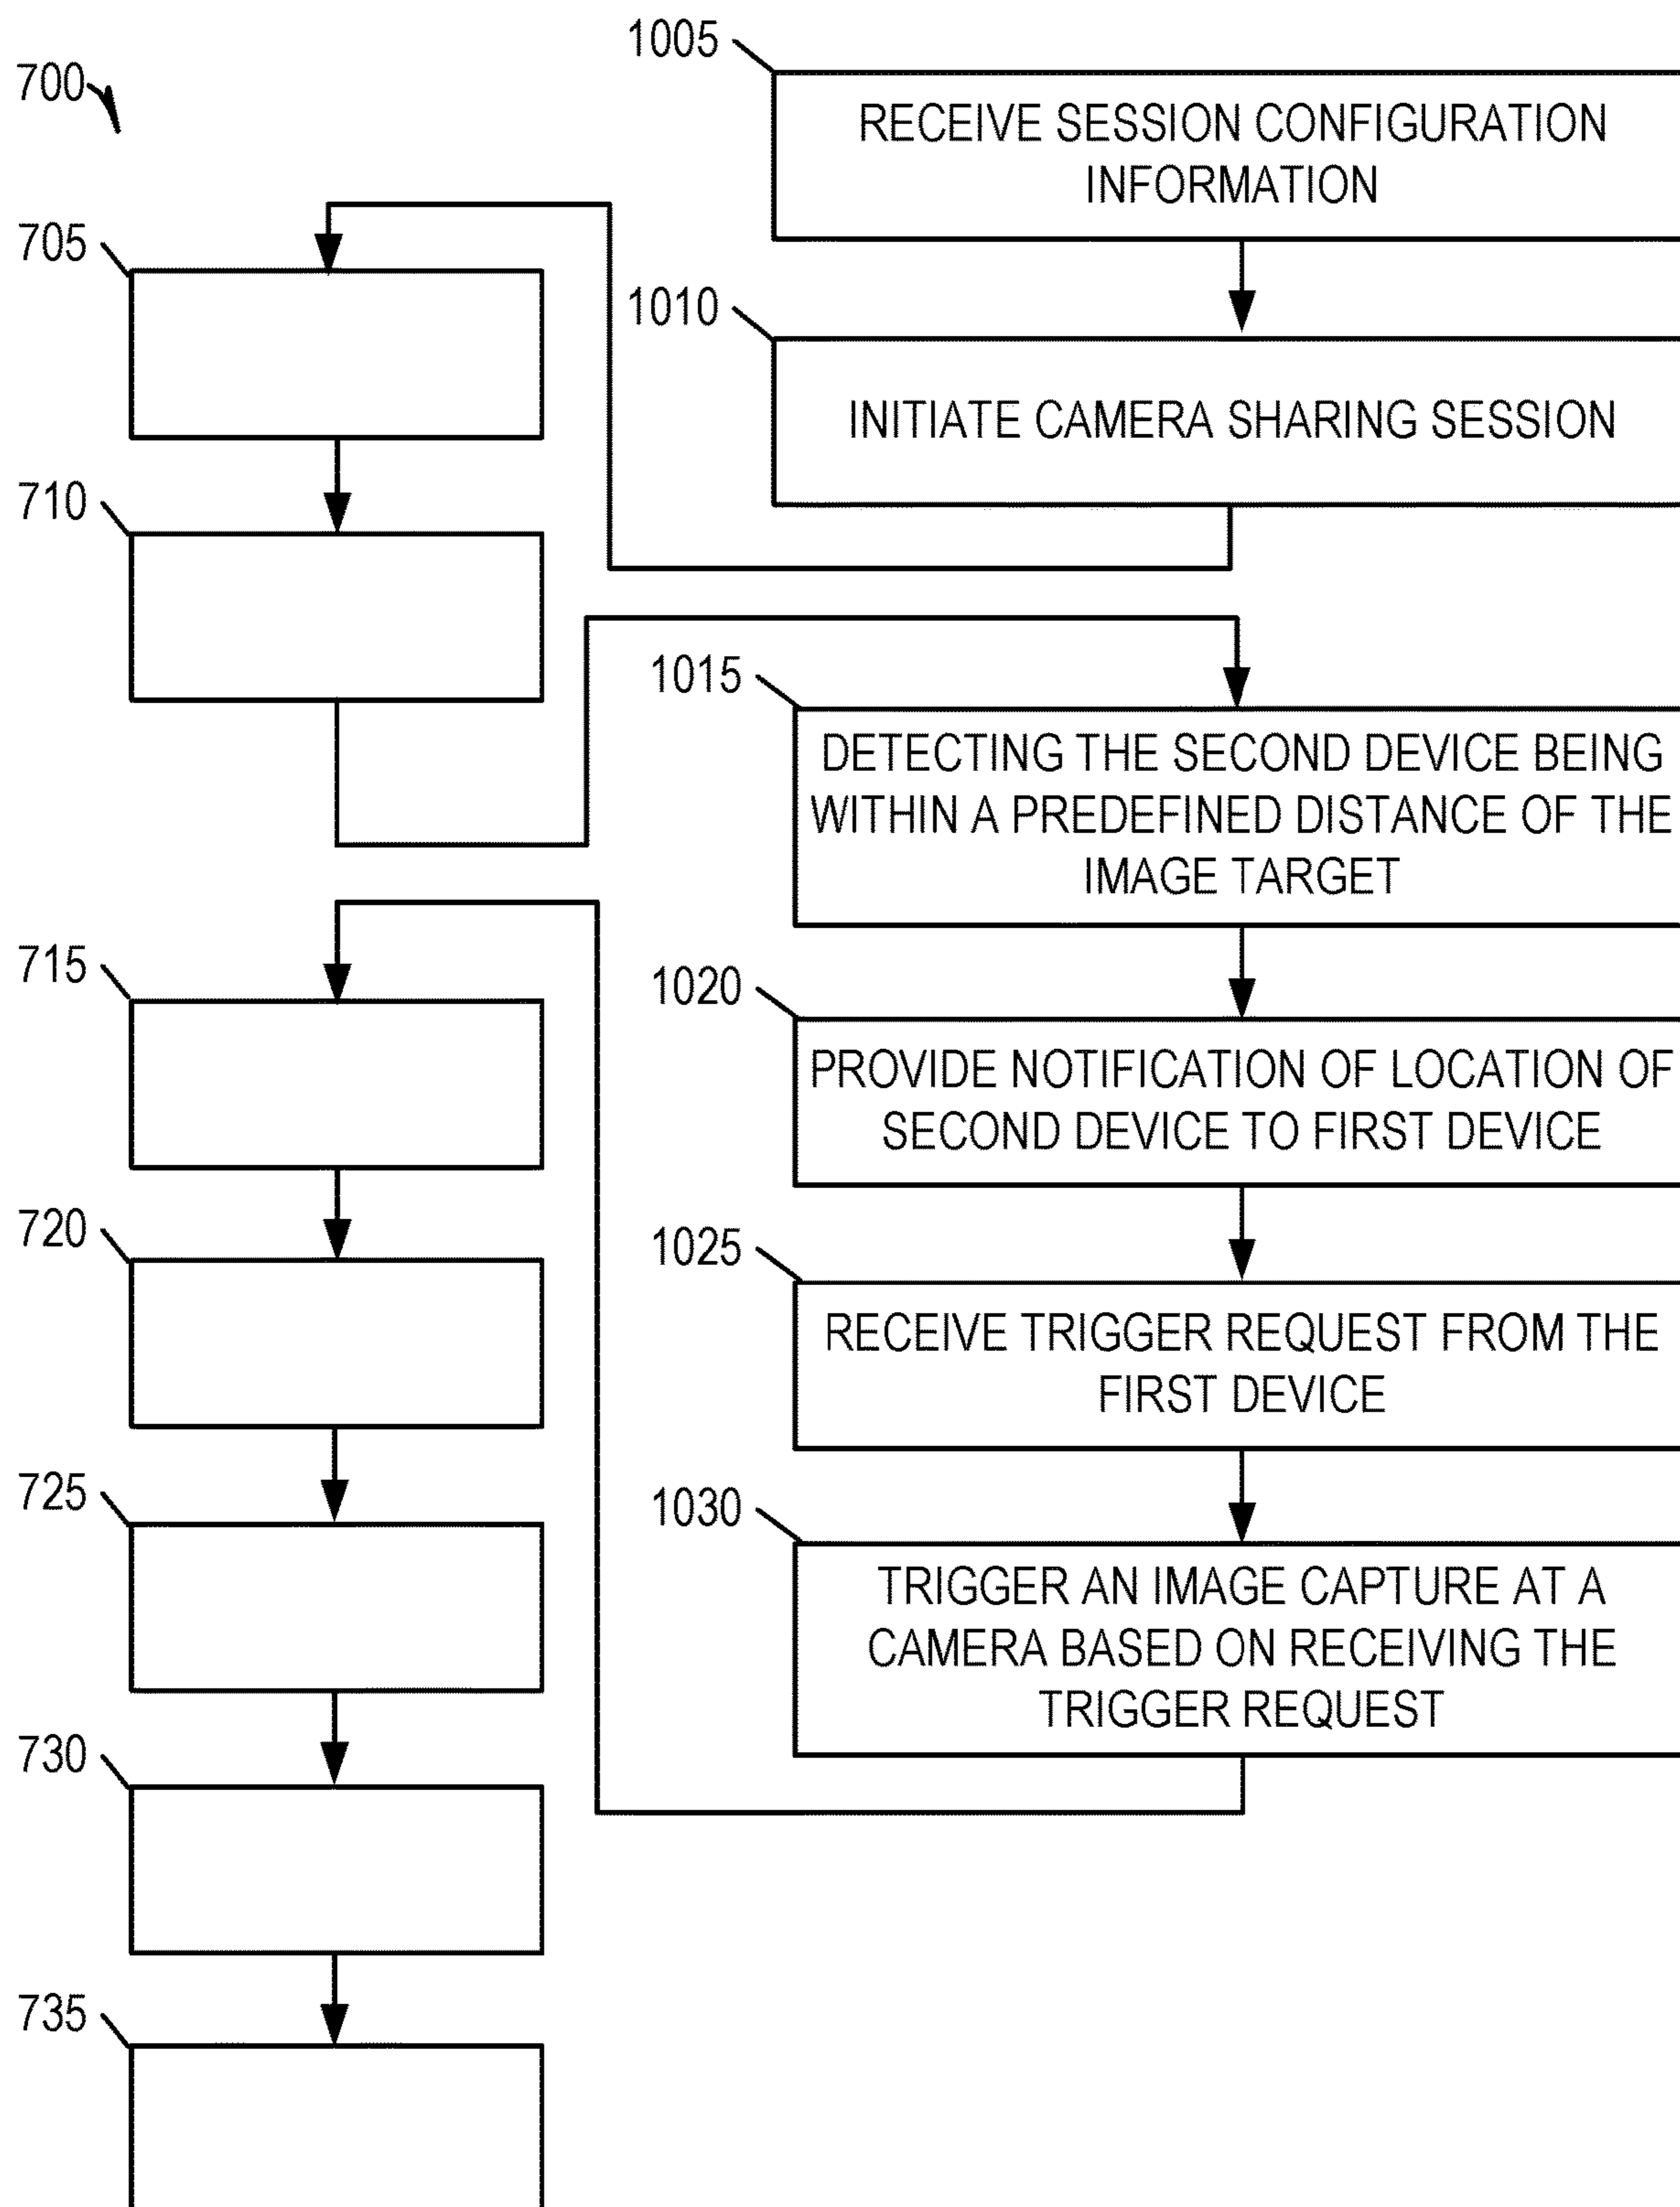 1005
700
RECEIVE SESSION CONFIGURATION
INFORMATION
705
1010
INITIATE CAMERA SHARING SESSION
710
1015
DETECTING THE SECOND DEVICE BEING
WITHIN A PREDEFINED DISTANCE OF THE
IMAGE TARGET
715
1020
PROVIDE NOTIFICATION OF LOCATION OF
SECOND DEVICE TO FIRST DEVICE
720
1025
RECEIVE TRIGGER REQUEST FROM THE
FIRST DEVICE
725
1030
TRIGGER AN IMAGE CAPTURE AT A
CAMERA BASED ON RECEIVING THE
TRIGGER REQUEST
730
735